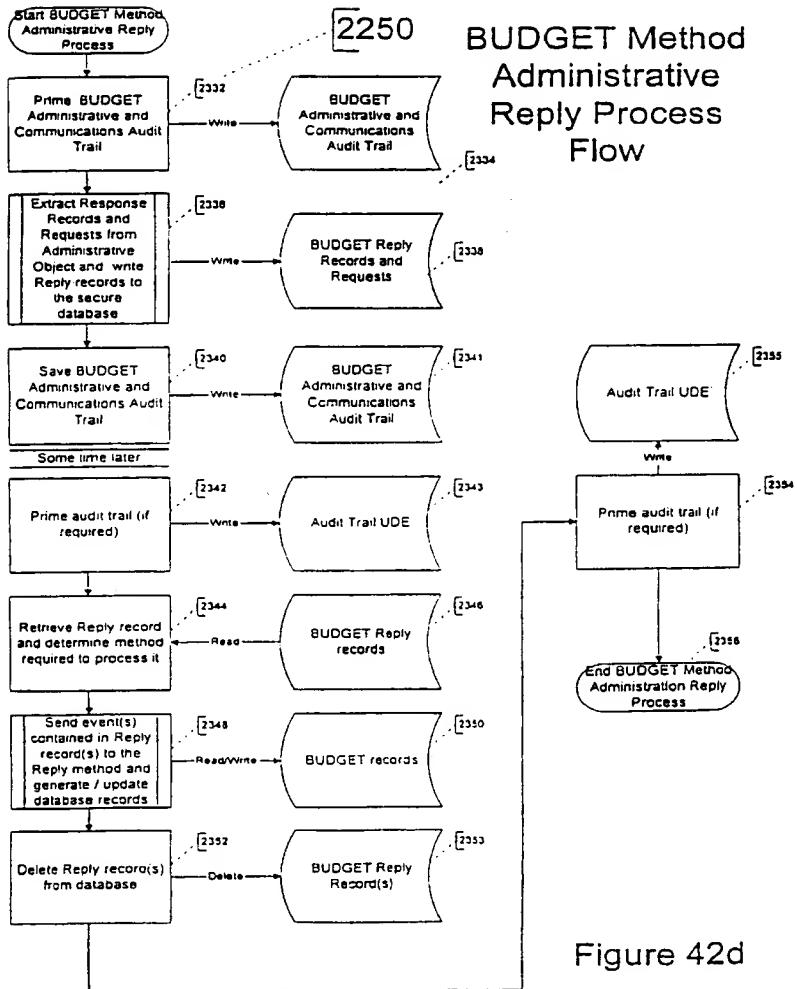 Start BUDGET Method
Administrative Reply
Process
2250
BUDGET Method
Administrative
Reply Process
Flow
Prime BUDGET
Administrative and
Communications Audit
Trail
2332
Write
BUDGET
Administrative and
Communications
Audit Trail
2334
Extract Response
Records and
Requests from
Administrative
Object and write
Reply records to
the secure
database
2336
Write
BUDGET Reply
Records and
Requests
2338
Save BUDGET
Administrative and
Communications Audit
Trail
2340
Write
BUDGET
Administrative and
Communications
Audit Trail
2341
Some time later
Prime audit trail (if
required)
2342
Write
Audit Trail UDE
2343
Retrieve Reply record
and determine method
required to process it
2344
Read
BUDGET Reply
records
2346
Send event(s)
contained in Reply
record(s) to the
Reply method and
generate / update
database records
2348
Read/Write
BUDGET records
2350
Delete Reply record(s)
from database
2352
Delete
BUDGET Reply
Record(s)
2353
Audit Trail UDE
2355
Write
Prime audit trail (if
required)
2354
2356
End BUDGET Method
Administration Reply
Process
Figure 42d